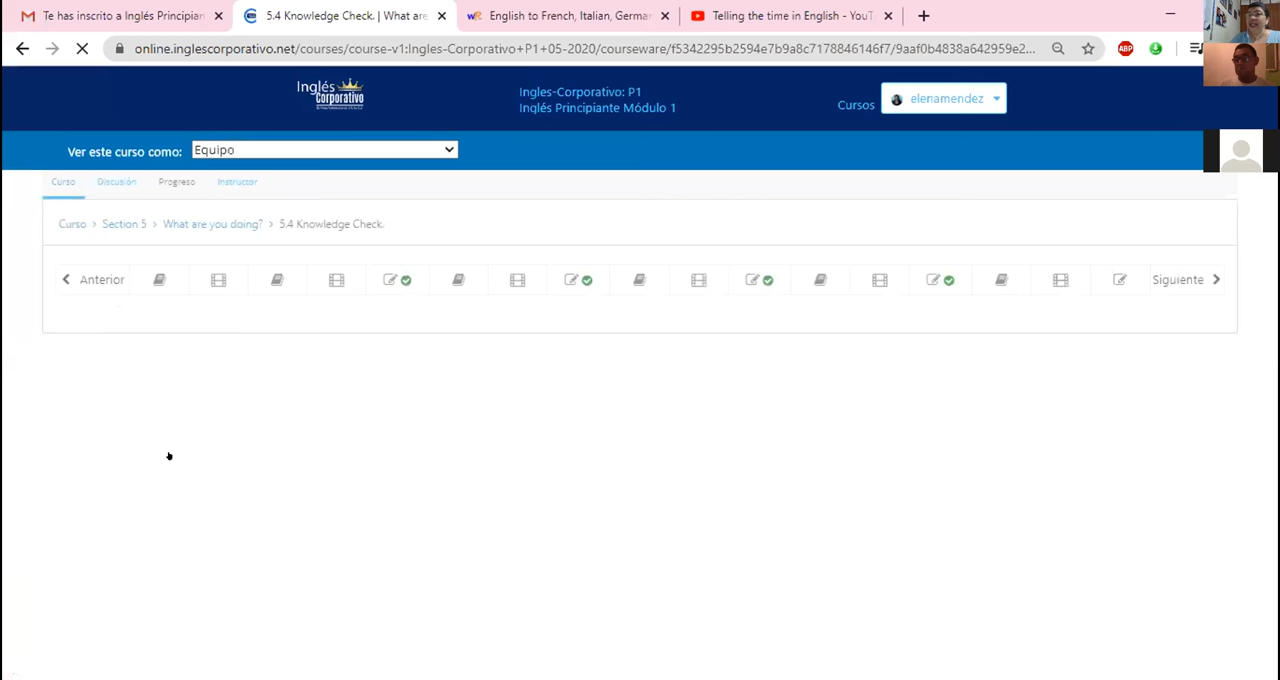 Te has inscrito a Inglés Principian
5.4 Knowledge Check. | What are
English to French, Italian, Germa
Telling the time in English - YouT
online.inglescorporativo.net/courses/course-v1:Ingles-Corporativo+P1+05-2020/courseware/f5342295b2594e7b9a8c7178846146f7/9aaf0b4838a642959e2...
ABP
Inglés
Corporativo
Ingles-Corporativo: P1
Inglés Principiante Módulo 1
Cursos
elenamendez
Ver este curso como:
Equipo
Curso
Discusión
Progreso
Instructor
Curso > Section 5 > What are you doing? > 5.4 Knowledge Check.
Anterior
Siguiente